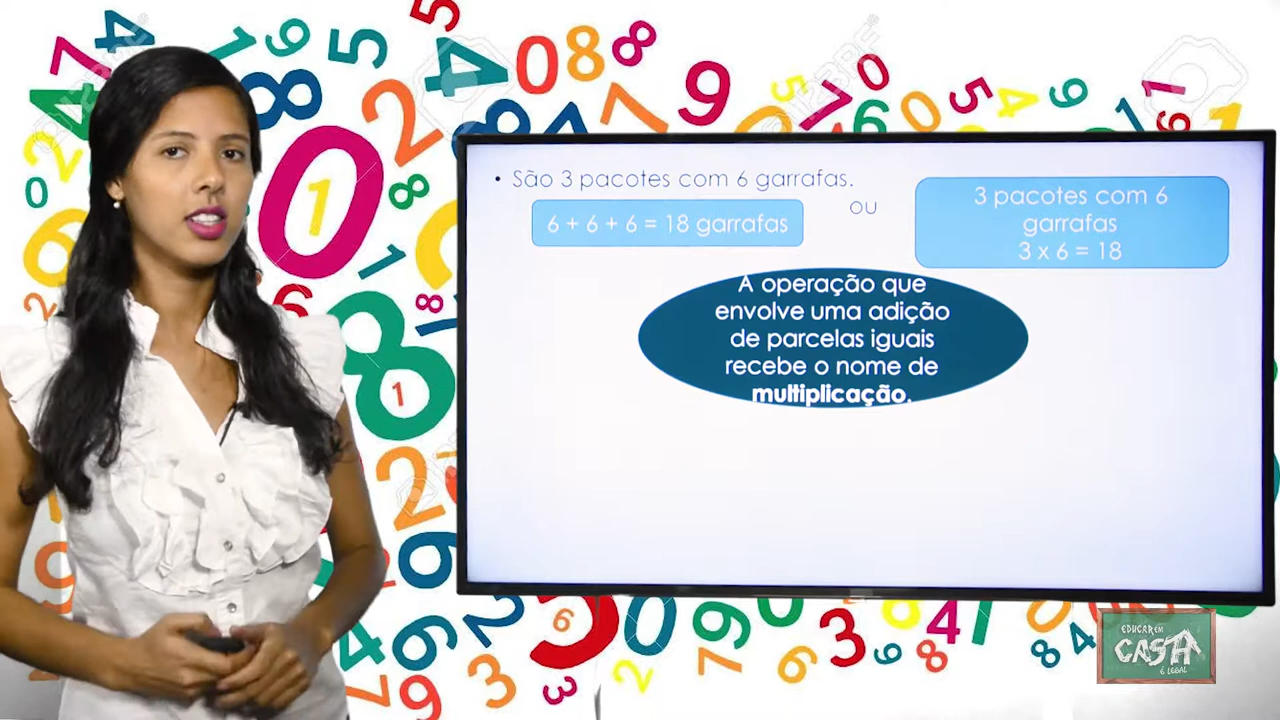 • São 3 pacotes com 6 garrafas.
6 + 6 + 6 = 18 garrafas
ou
3 pacotes com 6
garrafas
3 x 6 = 18
A operação que
envolve uma adição
de parcelas iguais
recebe o nome de
multiplicação.
EDUCAR EM
CASA
É LEGAL